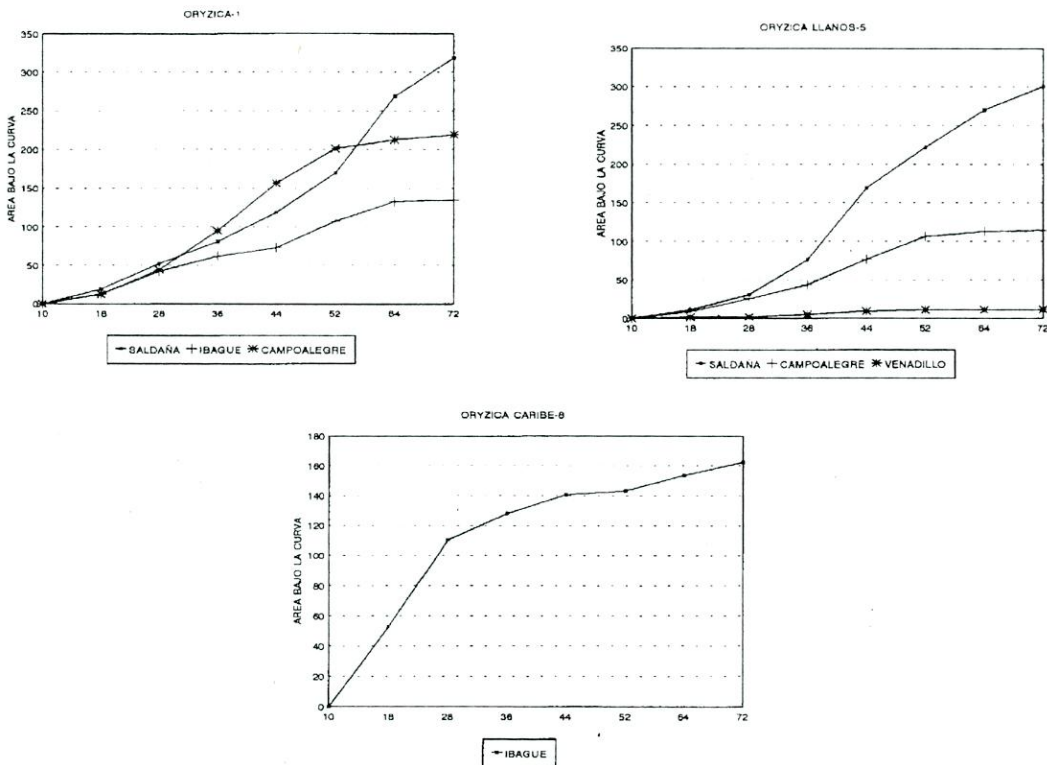 ORYZICA-1
AREA BAJO LA CURVA
350
300
250
200
150
100
50
0
10 18 28 36 44 52 64 72
SALDAÑA IBAGUE CAMPOALEGRE
ORYZICA LLANOS-5
AREA BAJO LA CURVA
350
300
250
200
150
100
50
0
10 18 28 36 44 52 64 72
SALDAÑA CAMPOALEGRE VENADILLO
ORYZICA CARIBE-8
AREA BAJO LA CURVA
180
160
140
120
100
80
60
40
20
0
10 18 28 36 44 52 64 72
IBAGUE